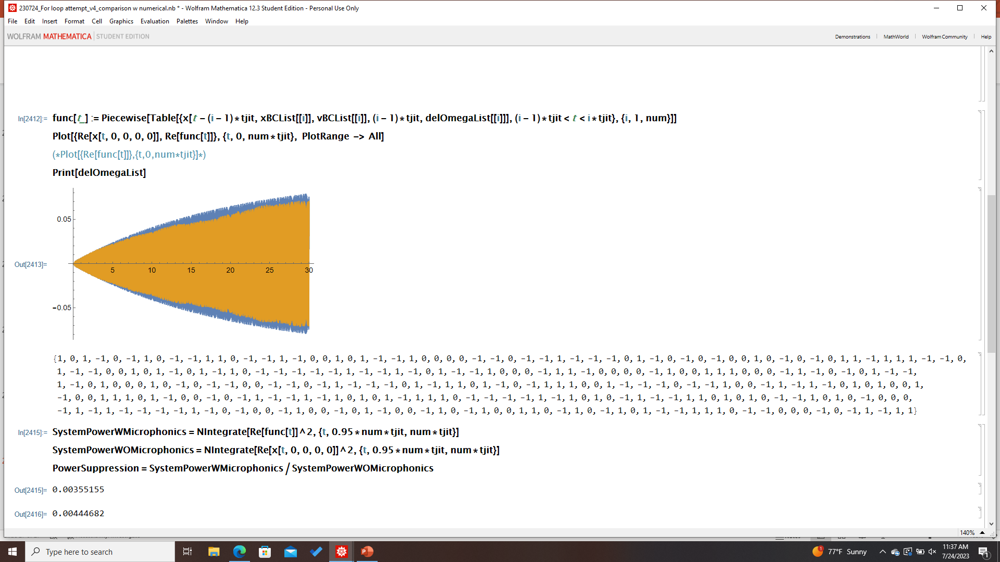 230724_For loop attempt_v4_comparison w numerical.nb * - Wolfram Mathematica 12.3 Student Edition - Personal Use Only
File Edit Insert Format Cell Graphics Evaluation Palettes Window Help
WOLFRAM MATHEMATICA STUDENT EDITION
Demonstrations MathWorld Wolfram Community Help
In[2412]:= func[t_] := Piecewise[Table[{x[t - (i - 1) * tjit, xBCList[[i]], vBCList[[i]], (i - 1) * tjit, delOmegaList[[i]]], (i - 1) * tjit < t < i * tjit}, {i, 1, num}]]
Plot[{Re[x[t, 0, 0, 0, 0]], Re[func[t]]}, {t, 0, num * tjit}, PlotRange -> All]
(*Plot[{Re[func[t]]},{t,0,num*tjit}]*)
Print[delOmegaList]
0.05
Out[2413]=
5 10 15 20 25 30
-0.05
{1, 0, 1, -1, 0, -1, 1, 0, -1, -1, 1, 1, 0, -1, -1, 1, -1, 0, 0, 1, 0, 1, -1, -1, 1, 0, 0, 0, 0, -1, -1, 0, -1, -1, 1, -1, -1, -1, 0, 1, -1, 0, -1, 0, -1, 0, 0, 1, 0, -1, 0, -1, 0, 1, 1, -1, 1, 1, 1, -1, -1, 0,
1, -1, -1, 0, 0, 1, 0, 1, -1, 0, 1, -1, 1, 0, -1, -1, -1, -1, -1, 1, -1, -1, 1, -1, 0, 1, -1, -1, 1, 0, 0, 0, -1, 1, 1, -1, 0, 0, 0, 0, -1, 1, 0, 0, 1, 1, 1, 0, 0, 0, -1, 1, -1, 0, -1, 0, 1, -1, -1,
1, -1, 0, 1, 0, 0, 0, 1, 0, -1, 0, -1, -1, 0, 0, -1, -1, 0, -1, 1, -1, -1, -1, 0, 1, -1, 1, 1, 0, 1, -1, 0, -1, 1, 1, 1, 0, 0, 1, -1, -1, -1, 0, -1, -1, 1, 0, 0, -1, 1, -1, 1, -1, 0, 1, 0, 1, 0, 0, 1,
-1, 0, 0, 1, 1, 1, 0, 1, -1, 0, 0, -1, 0, -1, 1, -1, -1, 1, -1, 1, 0, 1, 0, 1, -1, 1, 1, 1, 0, -1, -1, -1, -1, 1, -1, 1, 0, 1, 0, -1, 1, -1, -1, 1, 1, 0, 1, 0, 1, 0, -1, -1, 1, 0, 1, 0, -1, 0, 0, 0,
-1, 1, -1, 1, -1, -1, -1, -1, 1, -1, 0, -1, 0, 0, -1, 1, 0, 0, -1, 0, 1, -1, 0, 0, -1, 1, 0, -1, 1, 0, 0, 1, 1, 0, -1, 1, 0, -1, 1, 0, 1, -1, 1, 1, 1, 0, -1, -1, 0, 0, 0, -1, 0, -1, 1, -1, 1, 1}
In[2415]:= SystemPowerWMicrophonics = NIntegrate[Re[func[t]]^2, {t, 0.95 * num * tjit, num * tjit}]
SystemPowerWOMicrophonics = NIntegrate[Re[x[t, 0, 0, 0, 0]]^2, {t, 0.95 * num * tjit, num * tjit}]
PowerSuppression = SystemPowerWMicrophonics / SystemPowerWOMicrophonics
Out[2415]= 0.00355155
Out[2416]= 0.00444682
140%
Type here to search
77°F Sunny
11:37 AM
7/24/2023